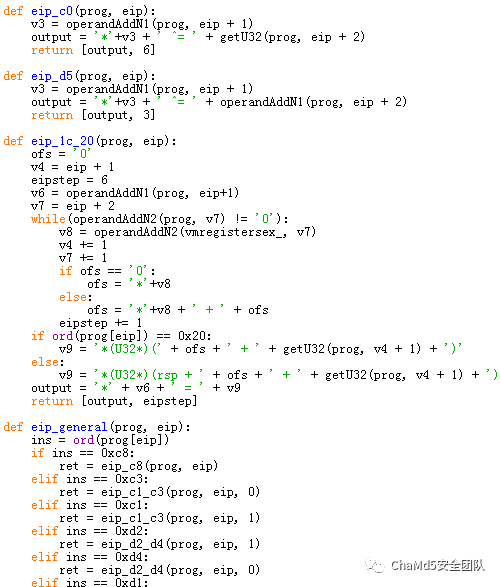 def eip_c0(prog, eip):
    v3 = operandAddN1(prog, eip + 1)
    output = '*'+v3 + ' ^= ' + getU32(prog, eip + 2)
    return [output, 6]

def eip_d5(prog, eip):
    v3 = operandAddN1(prog, eip + 1)
    output = '*'+v3 + ' ^= ' + operandAddN1(prog, eip + 2)
    return [output, 3]

def eip_1c_20(prog, eip):
    ofs = '0'
    v4 = eip + 1
    eipstep = 6
    v6 = operandAddN1(prog, eip+1)
    v7 = eip + 2
    while(operandAddN2(prog, v7) != '0'):
        v8 = operandAddN2(vmregistersex_, v7)
        v4 += 1
        v7 += 1
        if ofs == '0':
            ofs = '*'+v8
        else:
            ofs = '*'+v8 + ' + ' + ofs
        eipstep += 1
    if ord(prog[eip]) == 0x20:
        v9 = '*(U32*)(' + ofs + ' + ' + getU32(prog, v4 + 1) + ')'
    else:
        v9 = '*(U32*)(rsp + ' + ofs + ' + ' + getU32(prog, v4 + 1) + ')
    output = '*' + v6 + ' = ' + v9
    return [output, eipstep]

def eip_general(prog, eip):
    ins = ord(prog[eip])
    if ins == 0xc8:
        ret = eip_c8(prog, eip)
    elif ins == 0xc3:
        ret = eip_c1_c3(prog, eip, 0)
    elif ins == 0xc1:
        ret = eip_c1_c3(prog, eip, 1)
    elif ins == 0xd2:
        ret = eip_d2_d4(prog, eip, 1)
    elif ins == 0xd4:
        ret = eip_d2_d4(prog, eip, 0)
    elif ins == 0xd1:
ChaMd5安全团队